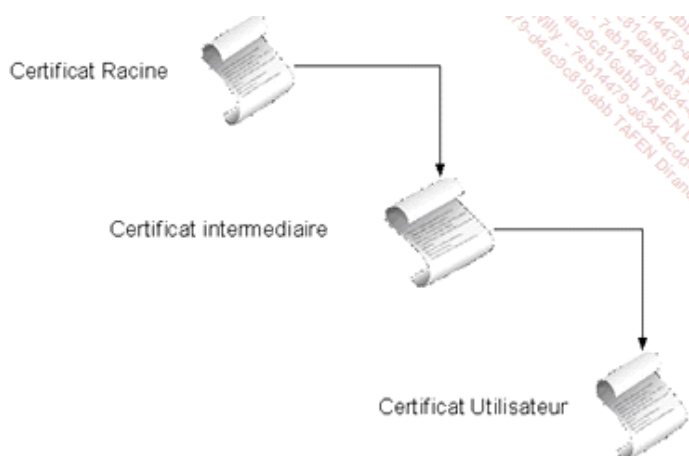 Certificat Racine
Certificat intermediaire
Certificat Utilisateur